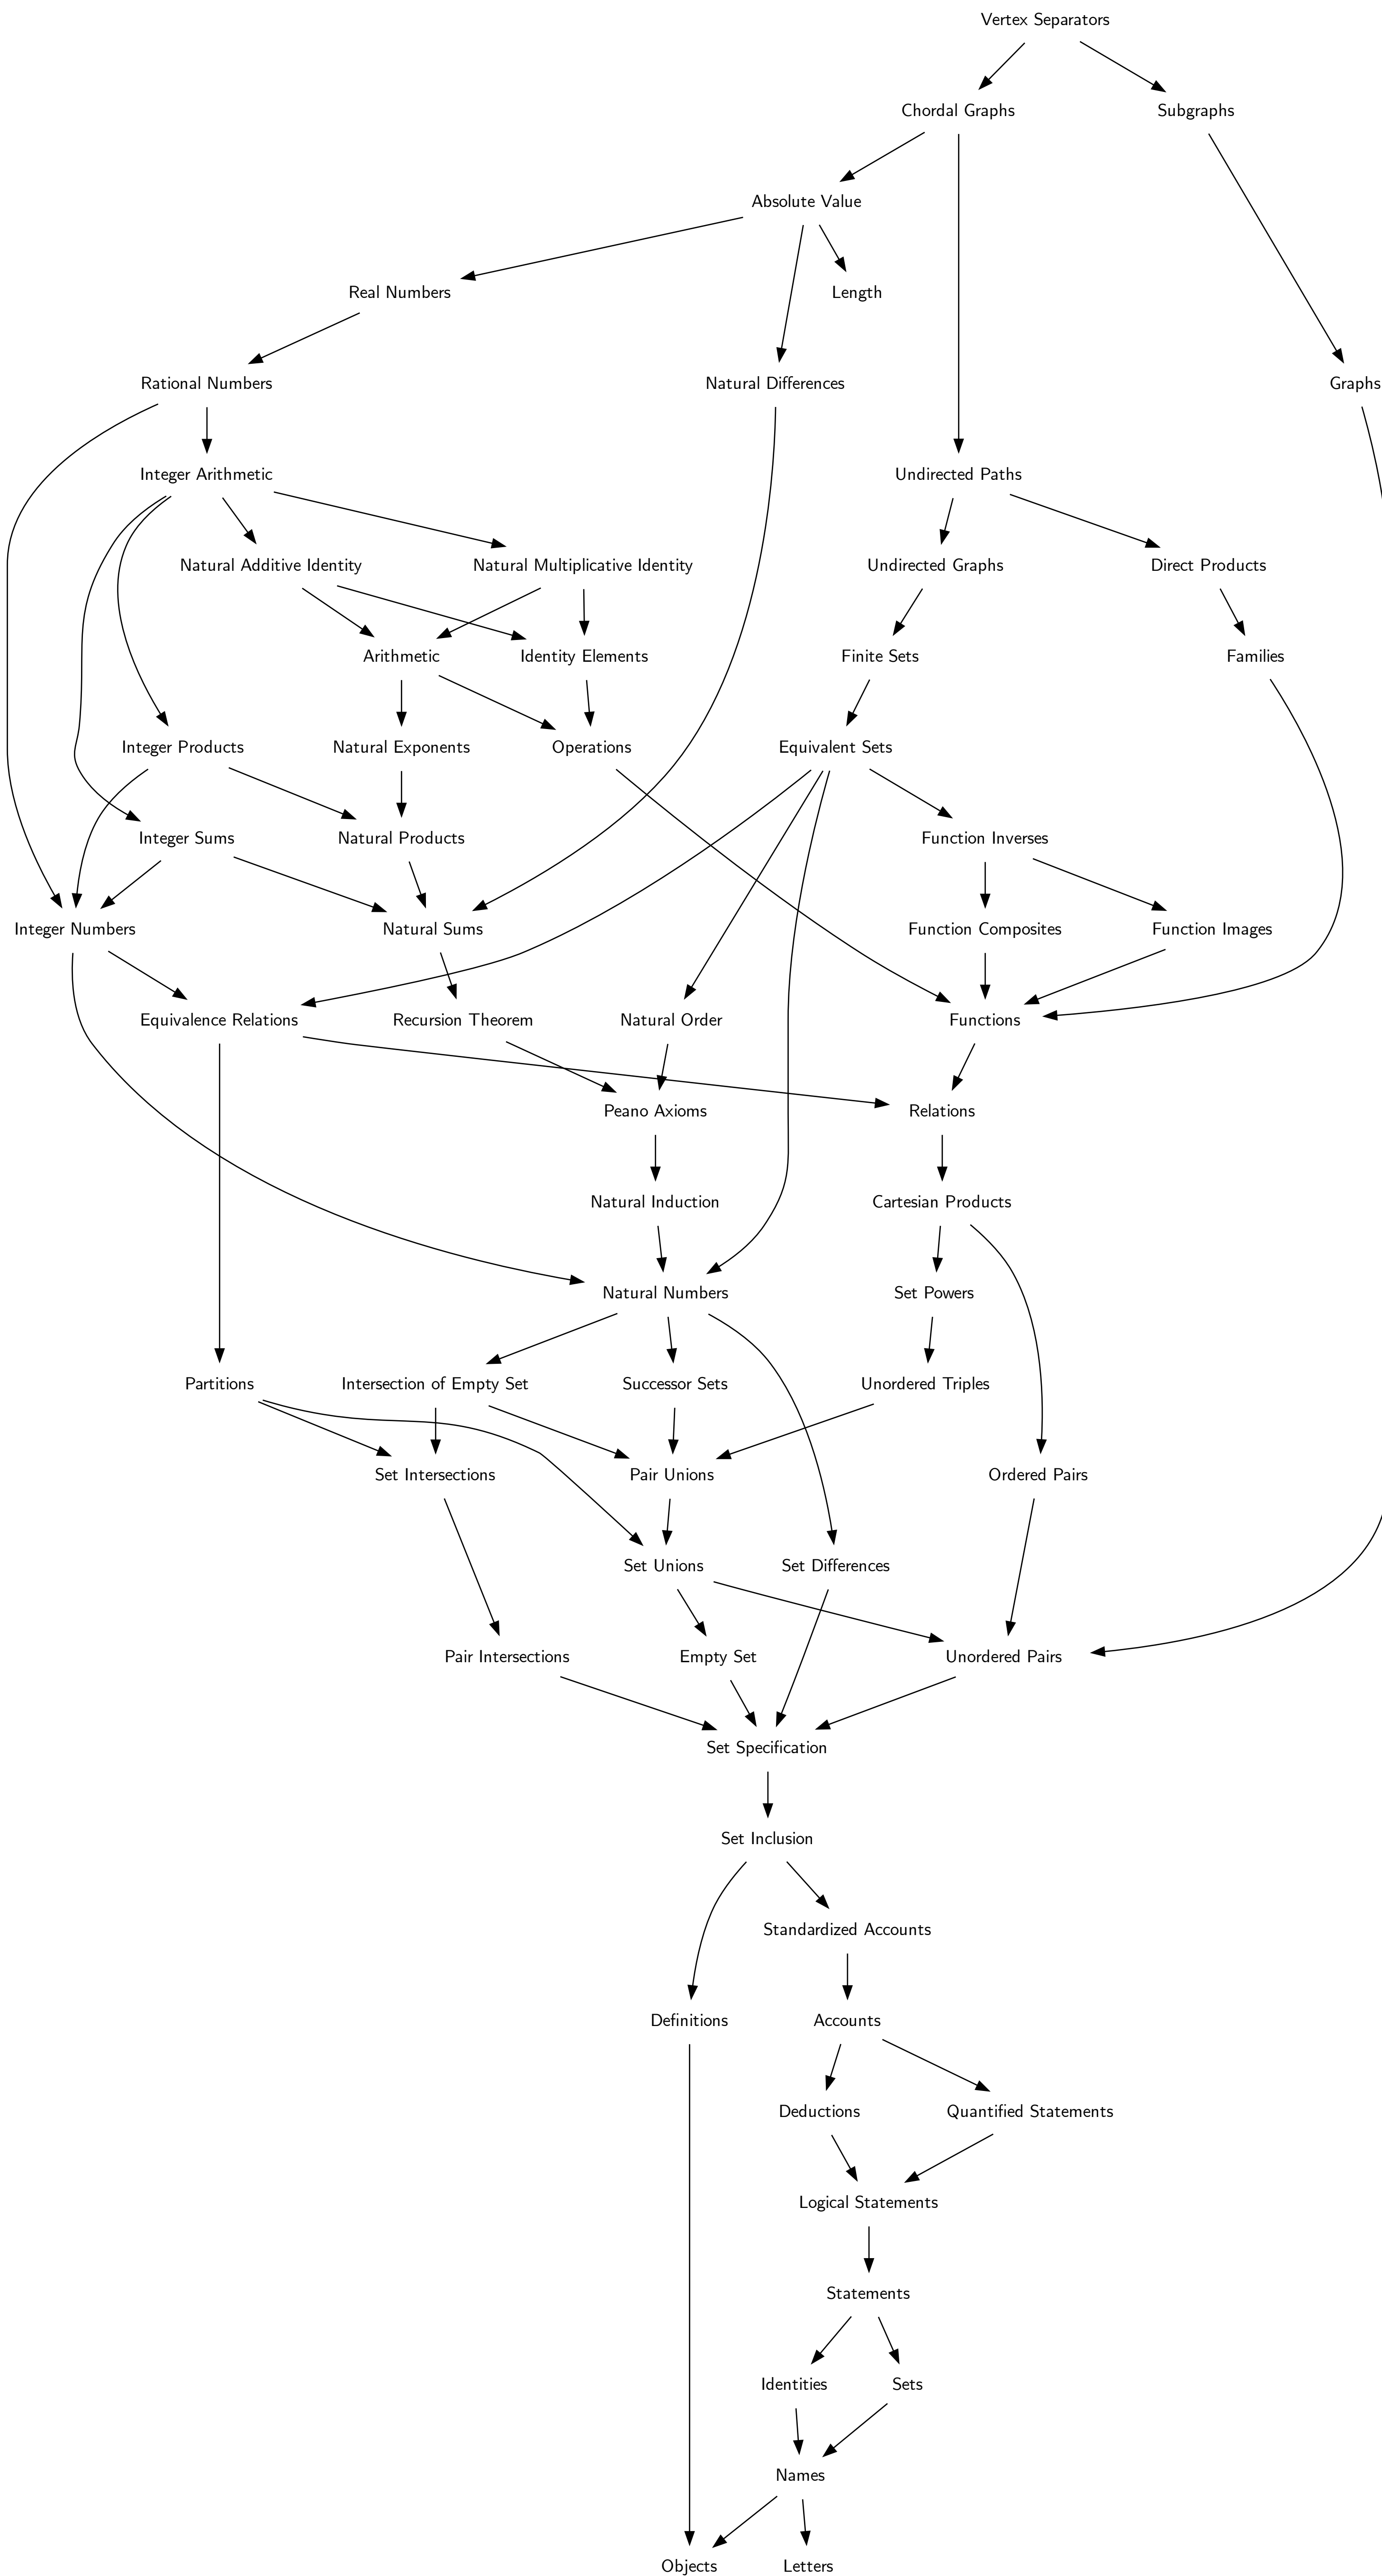 Vertex Separators
Chordal Graphs
Subgraphs
Absolute Value
Real Numbers
Length
Rational Numbers
Natural Differences
Graphs
Integer Arithmetic
Undirected Paths
Natural Additive Identity
Natural Multiplicative Identity
Undirected Graphs
Direct Products
Arithmetic
Identity Elements
Finite Sets
Families
Integer Products
Natural Exponents
Operations
Equivalent Sets
Integer Sums
Natural Products
Function Inverses
Integer Numbers
Natural Sums
Function Composites
Function Images
Equivalence Relations
Recursion Theorem
Natural Order
Functions
Peano Axioms
Relations
Natural Induction
Cartesian Products
Natural Numbers
Set Powers
Partitions
Intersection of Empty Set
Successor Sets
Unordered Triples
Set Intersections
Pair Unions
Ordered Pairs
Set Unions
Set Differences
Pair Intersections
Empty Set
Unordered Pairs
Set Specification
Set Inclusion
Standardized Accounts
Definitions
Accounts
Deductions
Quantified Statements
Logical Statements
Statements
Identities
Sets
Names
Objects
Letters